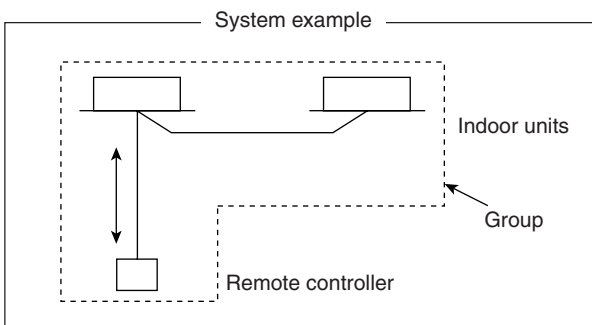 System example
Indoor units
Group
Remote controller